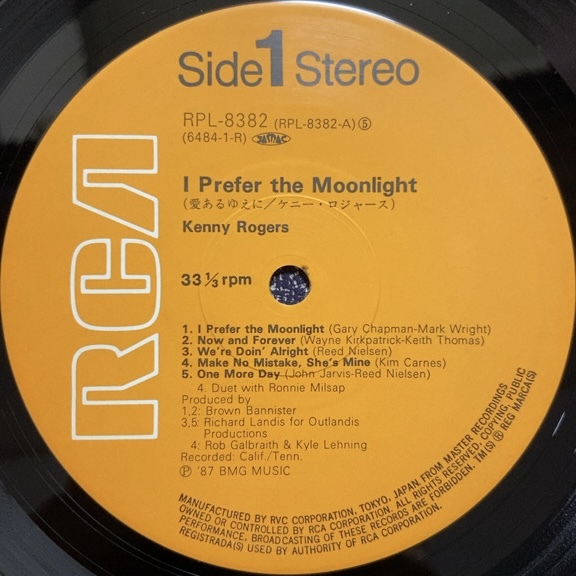 Side 1 Stereo
RPL-8382 (RPL-8382-A) ⑤
(6484-1-R) JASRAC
I Prefer the Moonlight
(愛あるゆえに/ケニー・ロジャース)
Kenny Rogers
RCA
33 ⅓ rpm
1. I Prefer the Moonlight (Gary Chapman-Mark Wright)
2. Now and Forever (Wayne Kirkpatrick-Keith Thomas)
3. We're Doin' Alright (Reed Nielsen)
4. Make No Mistake, She's Mine (Kim Carnes)
5. One More Day (John Jarvis-Reed Nielsen)
4. Duet with Ronnie Milsap
Produced by
1,2: Brown Bannister
3,5: Richard Landis for Outlandis
Productions
4: Rob Galbraith & Kyle Lehning
Recorded: Calif./Tenn.
Ⓟ '87 BMG MUSIC
MANUFACTURED BY RVC CORPORATION, TOKYO, JAPAN FROM MASTER RECORDINGS
OWNED OR CONTROLLED BY RCA CORPORATION. ALL RIGHTS RESERVED, COPYING, PUBLIC
PERFORMANCE, BROADCASTING OF THESE RECORDS ARE FORBIDDEN. TM(S) ® REG MARCA(S)
REGISTRADA(S) USED BY AUTHORITY OF RCA CORPORATION.